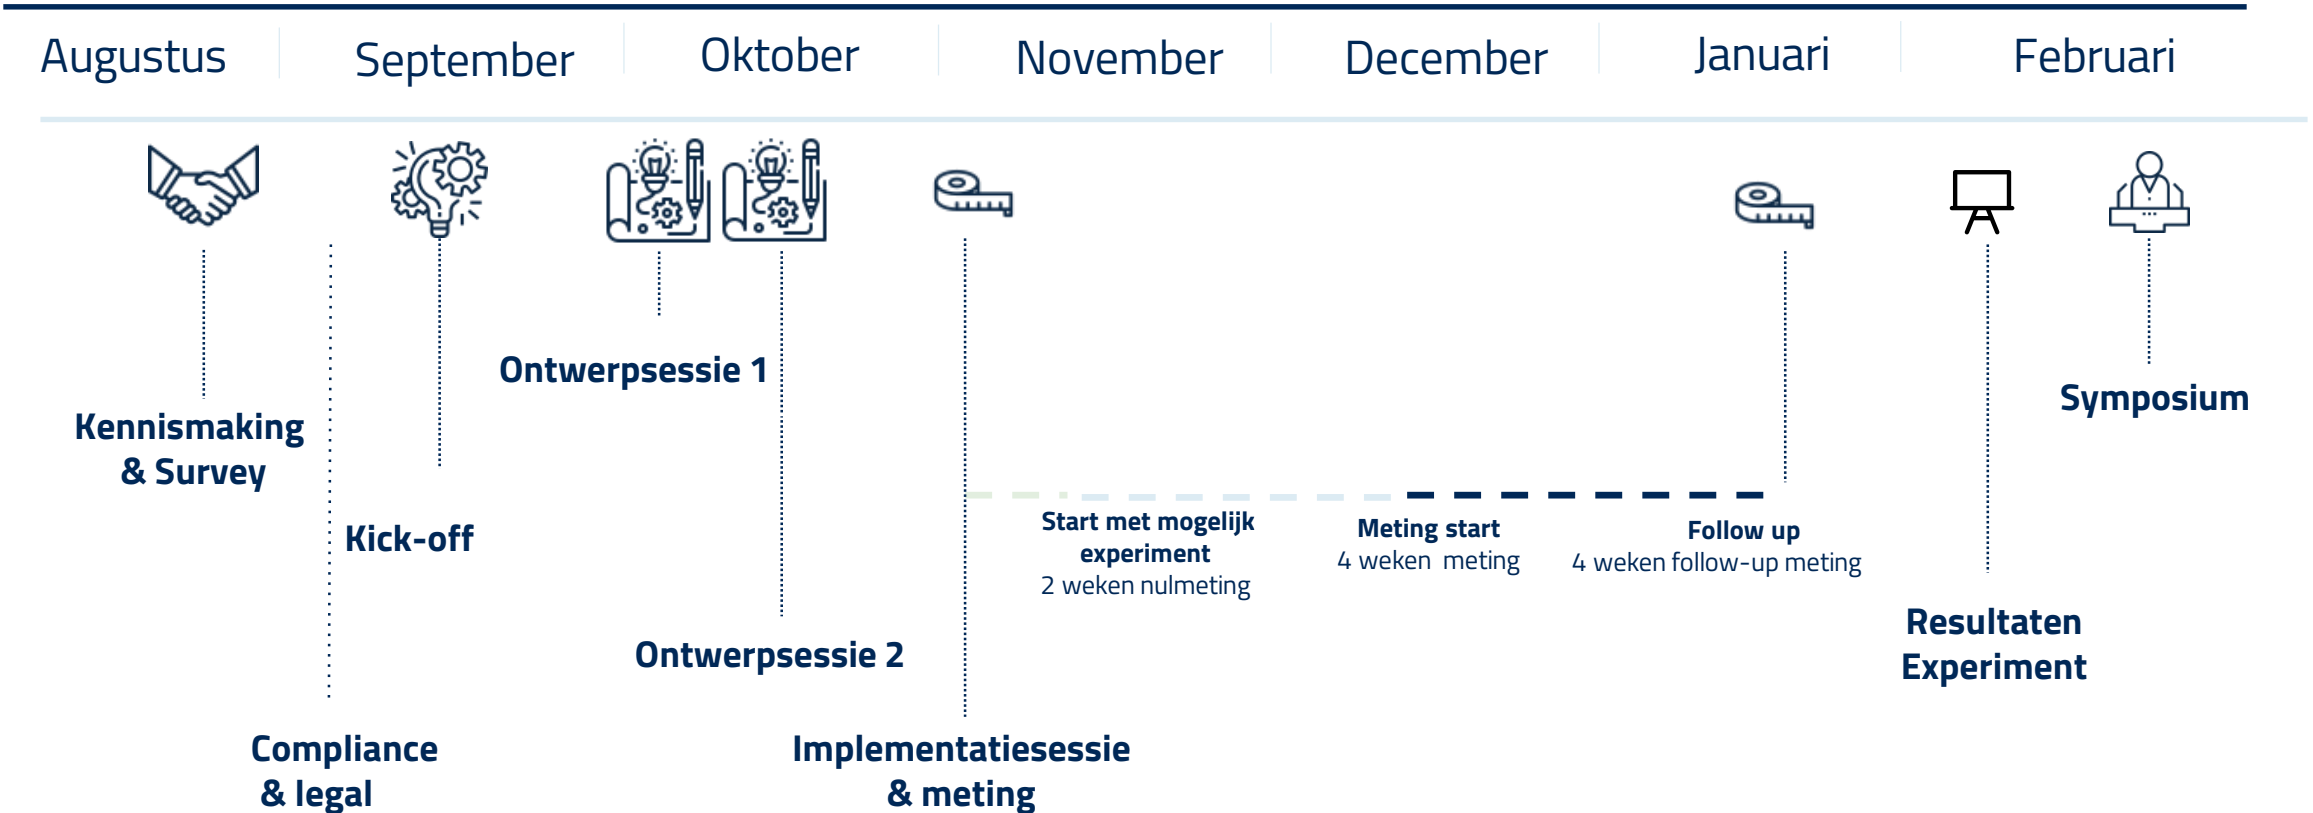 Augustus
September
Oktober
November
December
Januari
Februari
Kennismaking
& Survey
Compliance
& legal
Kick-off
Ontwerpsessie 1
Ontwerpsessie 2
Implementatiesessie
& meting
Start met mogelijk
experiment
2 weken nulmeting
Meting start
4 weken meting
Follow up
4 weken follow-up meting
Resultaten
Experiment
Symposium